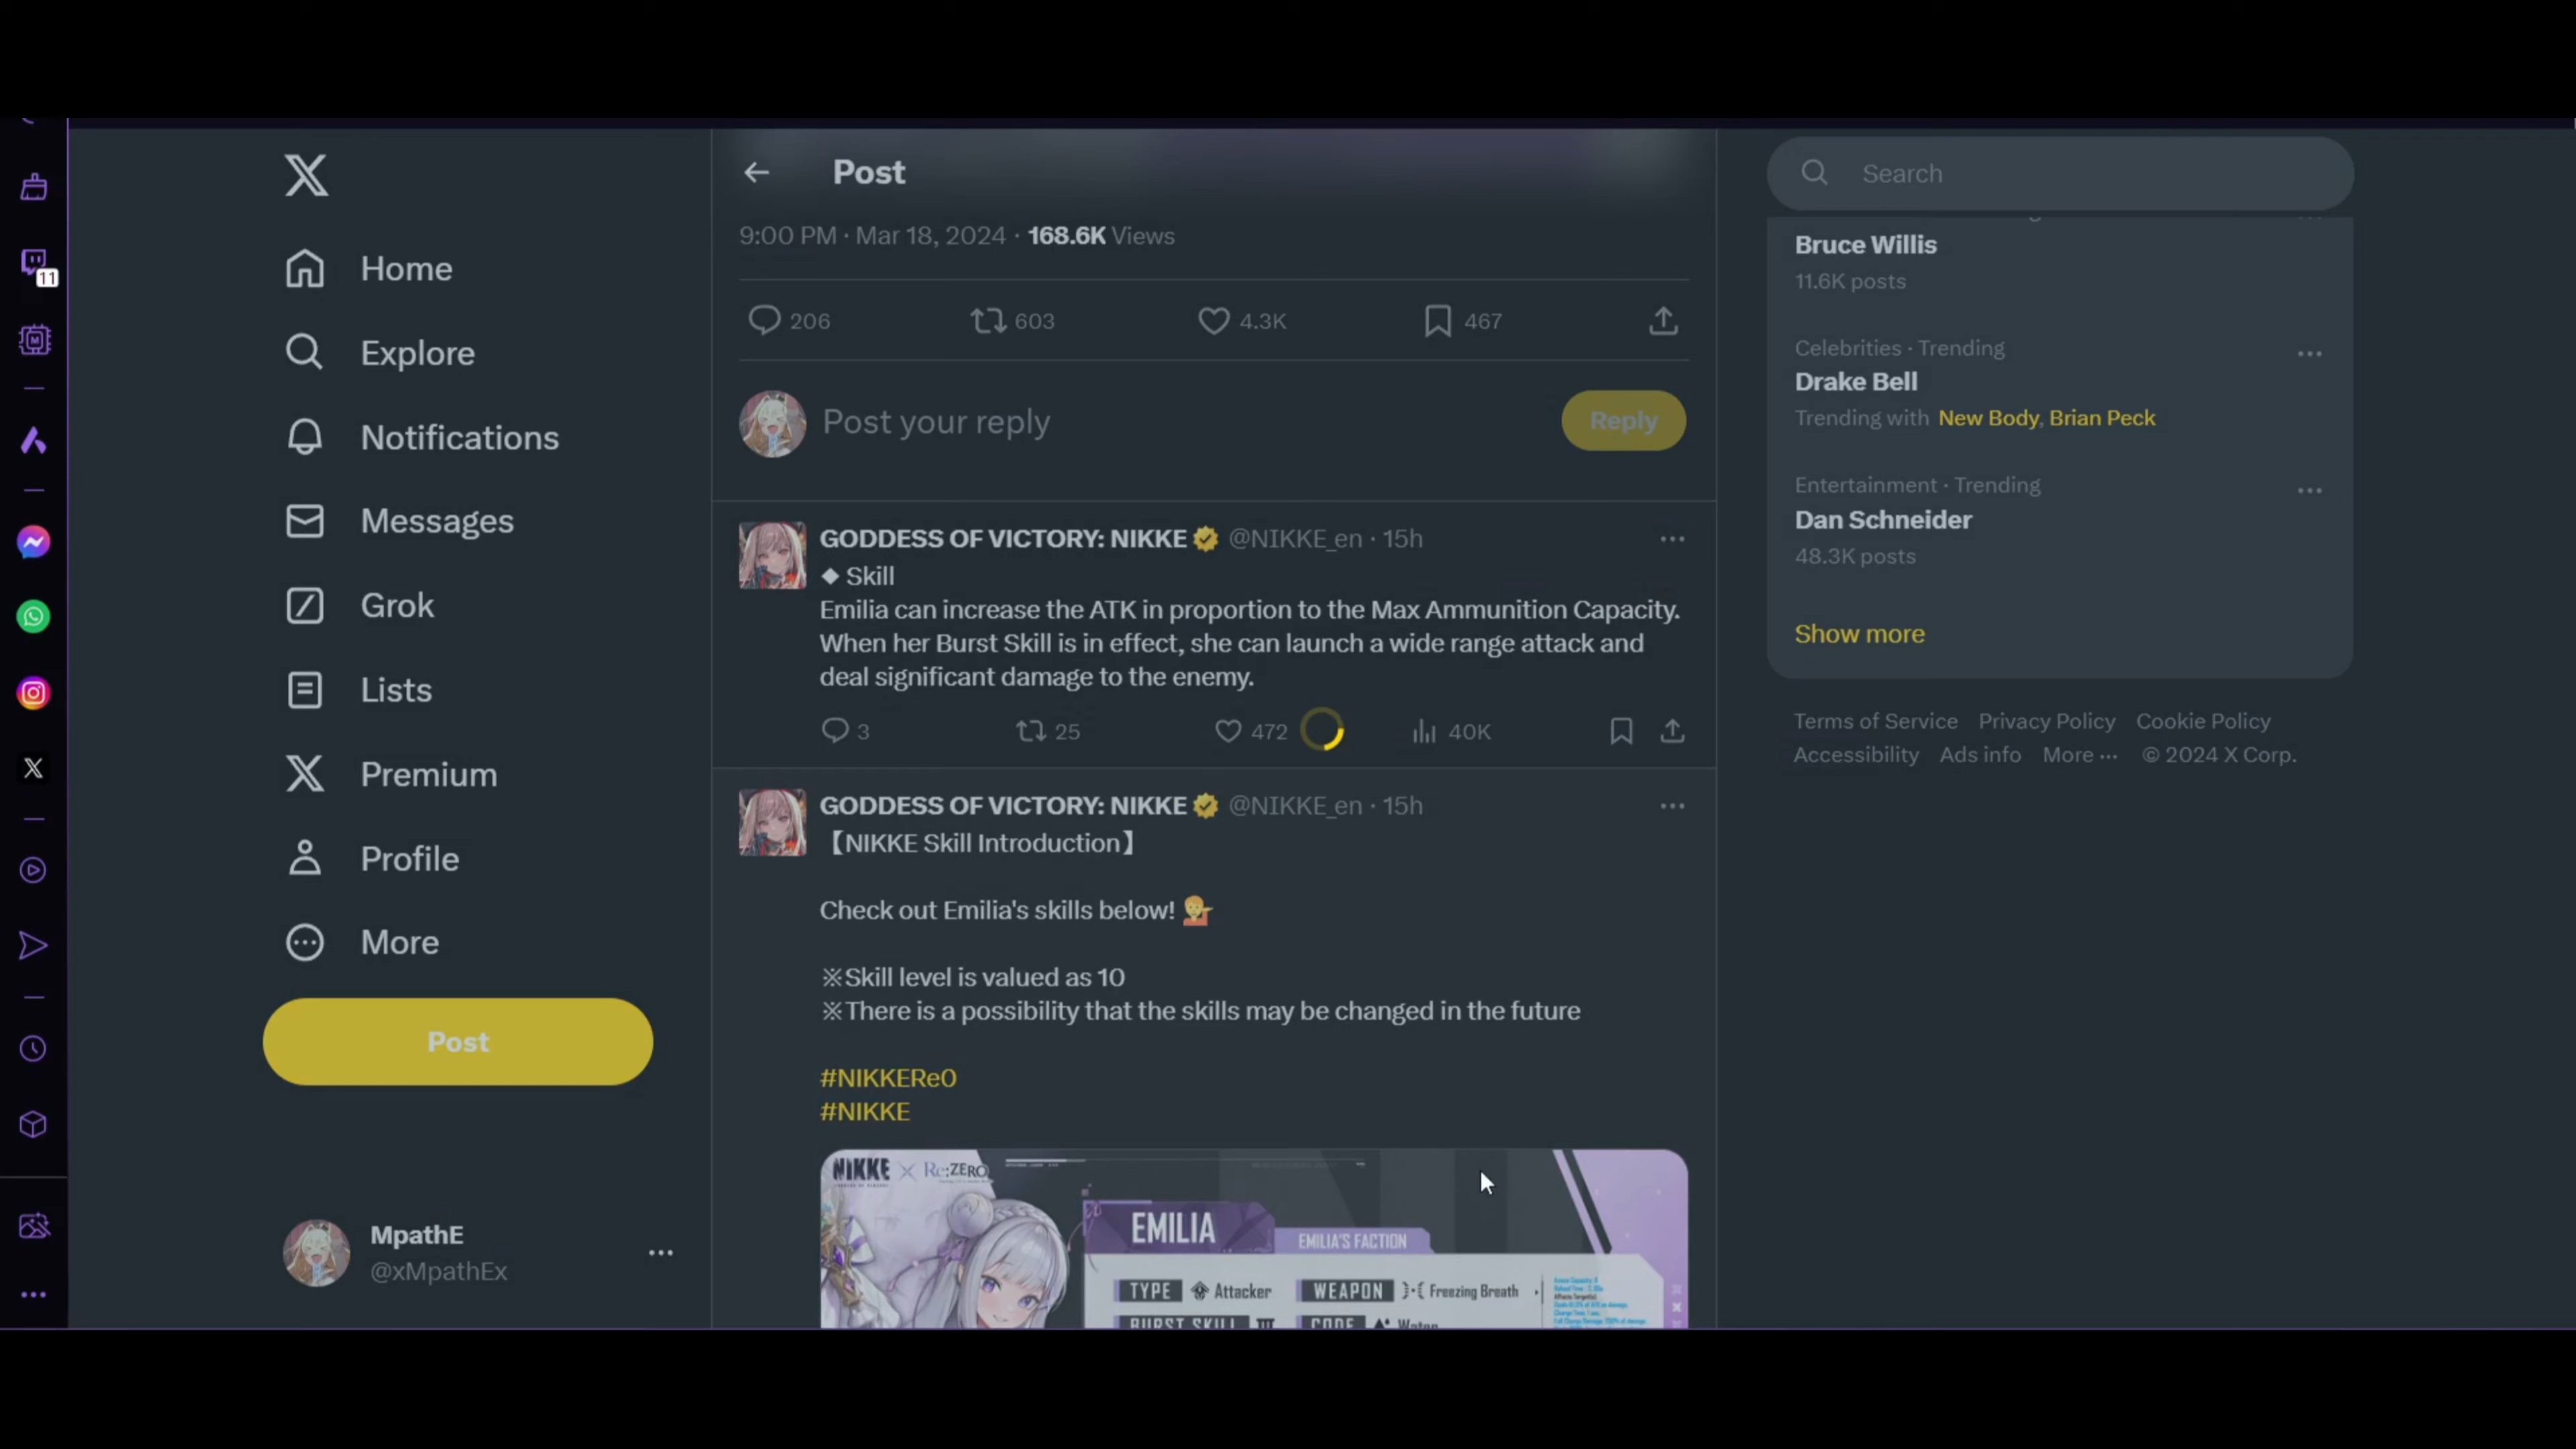 Post
Search
9:00 PM · Mar 18, 2024 · 168.6K Views
206
603
4.3K
467
Post your reply
Reply
GODDESS OF VICTORY: NIKKE @NIKKE_en · 15h
◆ Skill
Emilia can increase the ATK in proportion to the Max Ammunition Capacity.
When her Burst Skill is in effect, she can launch a wide range attack and
deal significant damage to the enemy.
3
25
472
40K
GODDESS OF VICTORY: NIKKE @NIKKE_en · 15h
【NIKKE Skill Introduction】
Check out Emilia's skills below!
※Skill level is valued as 10
※There is a possibility that the skills may be changed in the future
#NIKKERe0
#NIKKE
NIKKE
Re:ZERO
EMILIA
EMILIA'S FACTION
TYPE Attacker
WEAPON Freezing Breath
BURST SKILL III
CODE Water
11
Home
Explore
Notifications
Messages
Grok
Lists
Premium
Profile
More
Post
MpathE
@xMpathEx
Bruce Willis
11.6K posts
Celebrities · Trending
Drake Bell
Trending with New Body, Brian Peck
Entertainment · Trending
Dan Schneider
48.3K posts
Show more
Terms of Service Privacy Policy Cookie Policy
Accessibility Ads info More ··· © 2024 X Corp.